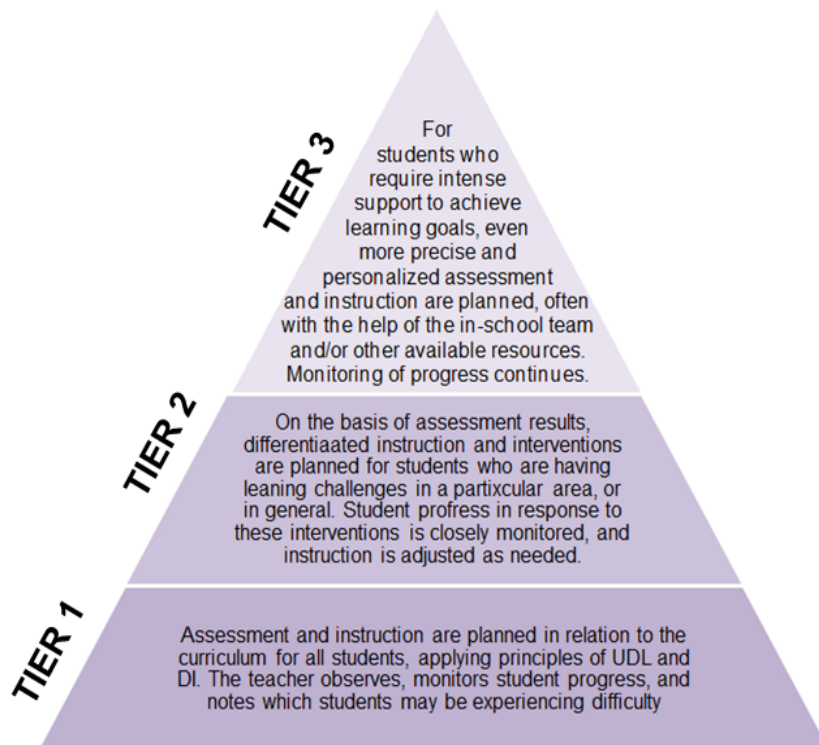 TIER 3
For
students who
require intense
support to achieve
learning goals, even
more precise and
personalized assessment
and instruction are planned, often
with the help of the in-school team
and/or other available resources.
Monitoring of progress continues.
TIER 2
On the basis of assessment results,
differentiaated instruction and interventions
are planned for students who are having
leaning challenges in a partixcular area, or
in general. Student profress in response to
these interventions is closely monitored, and
instruction is adjusted as needed.
TIER 1
Assessment and instruction are planned in relation to the
curriculum for all students, applying principles of UDL and
DI. The teacher observes, monitors student progress, and
notes which students may be experiencing difficulty